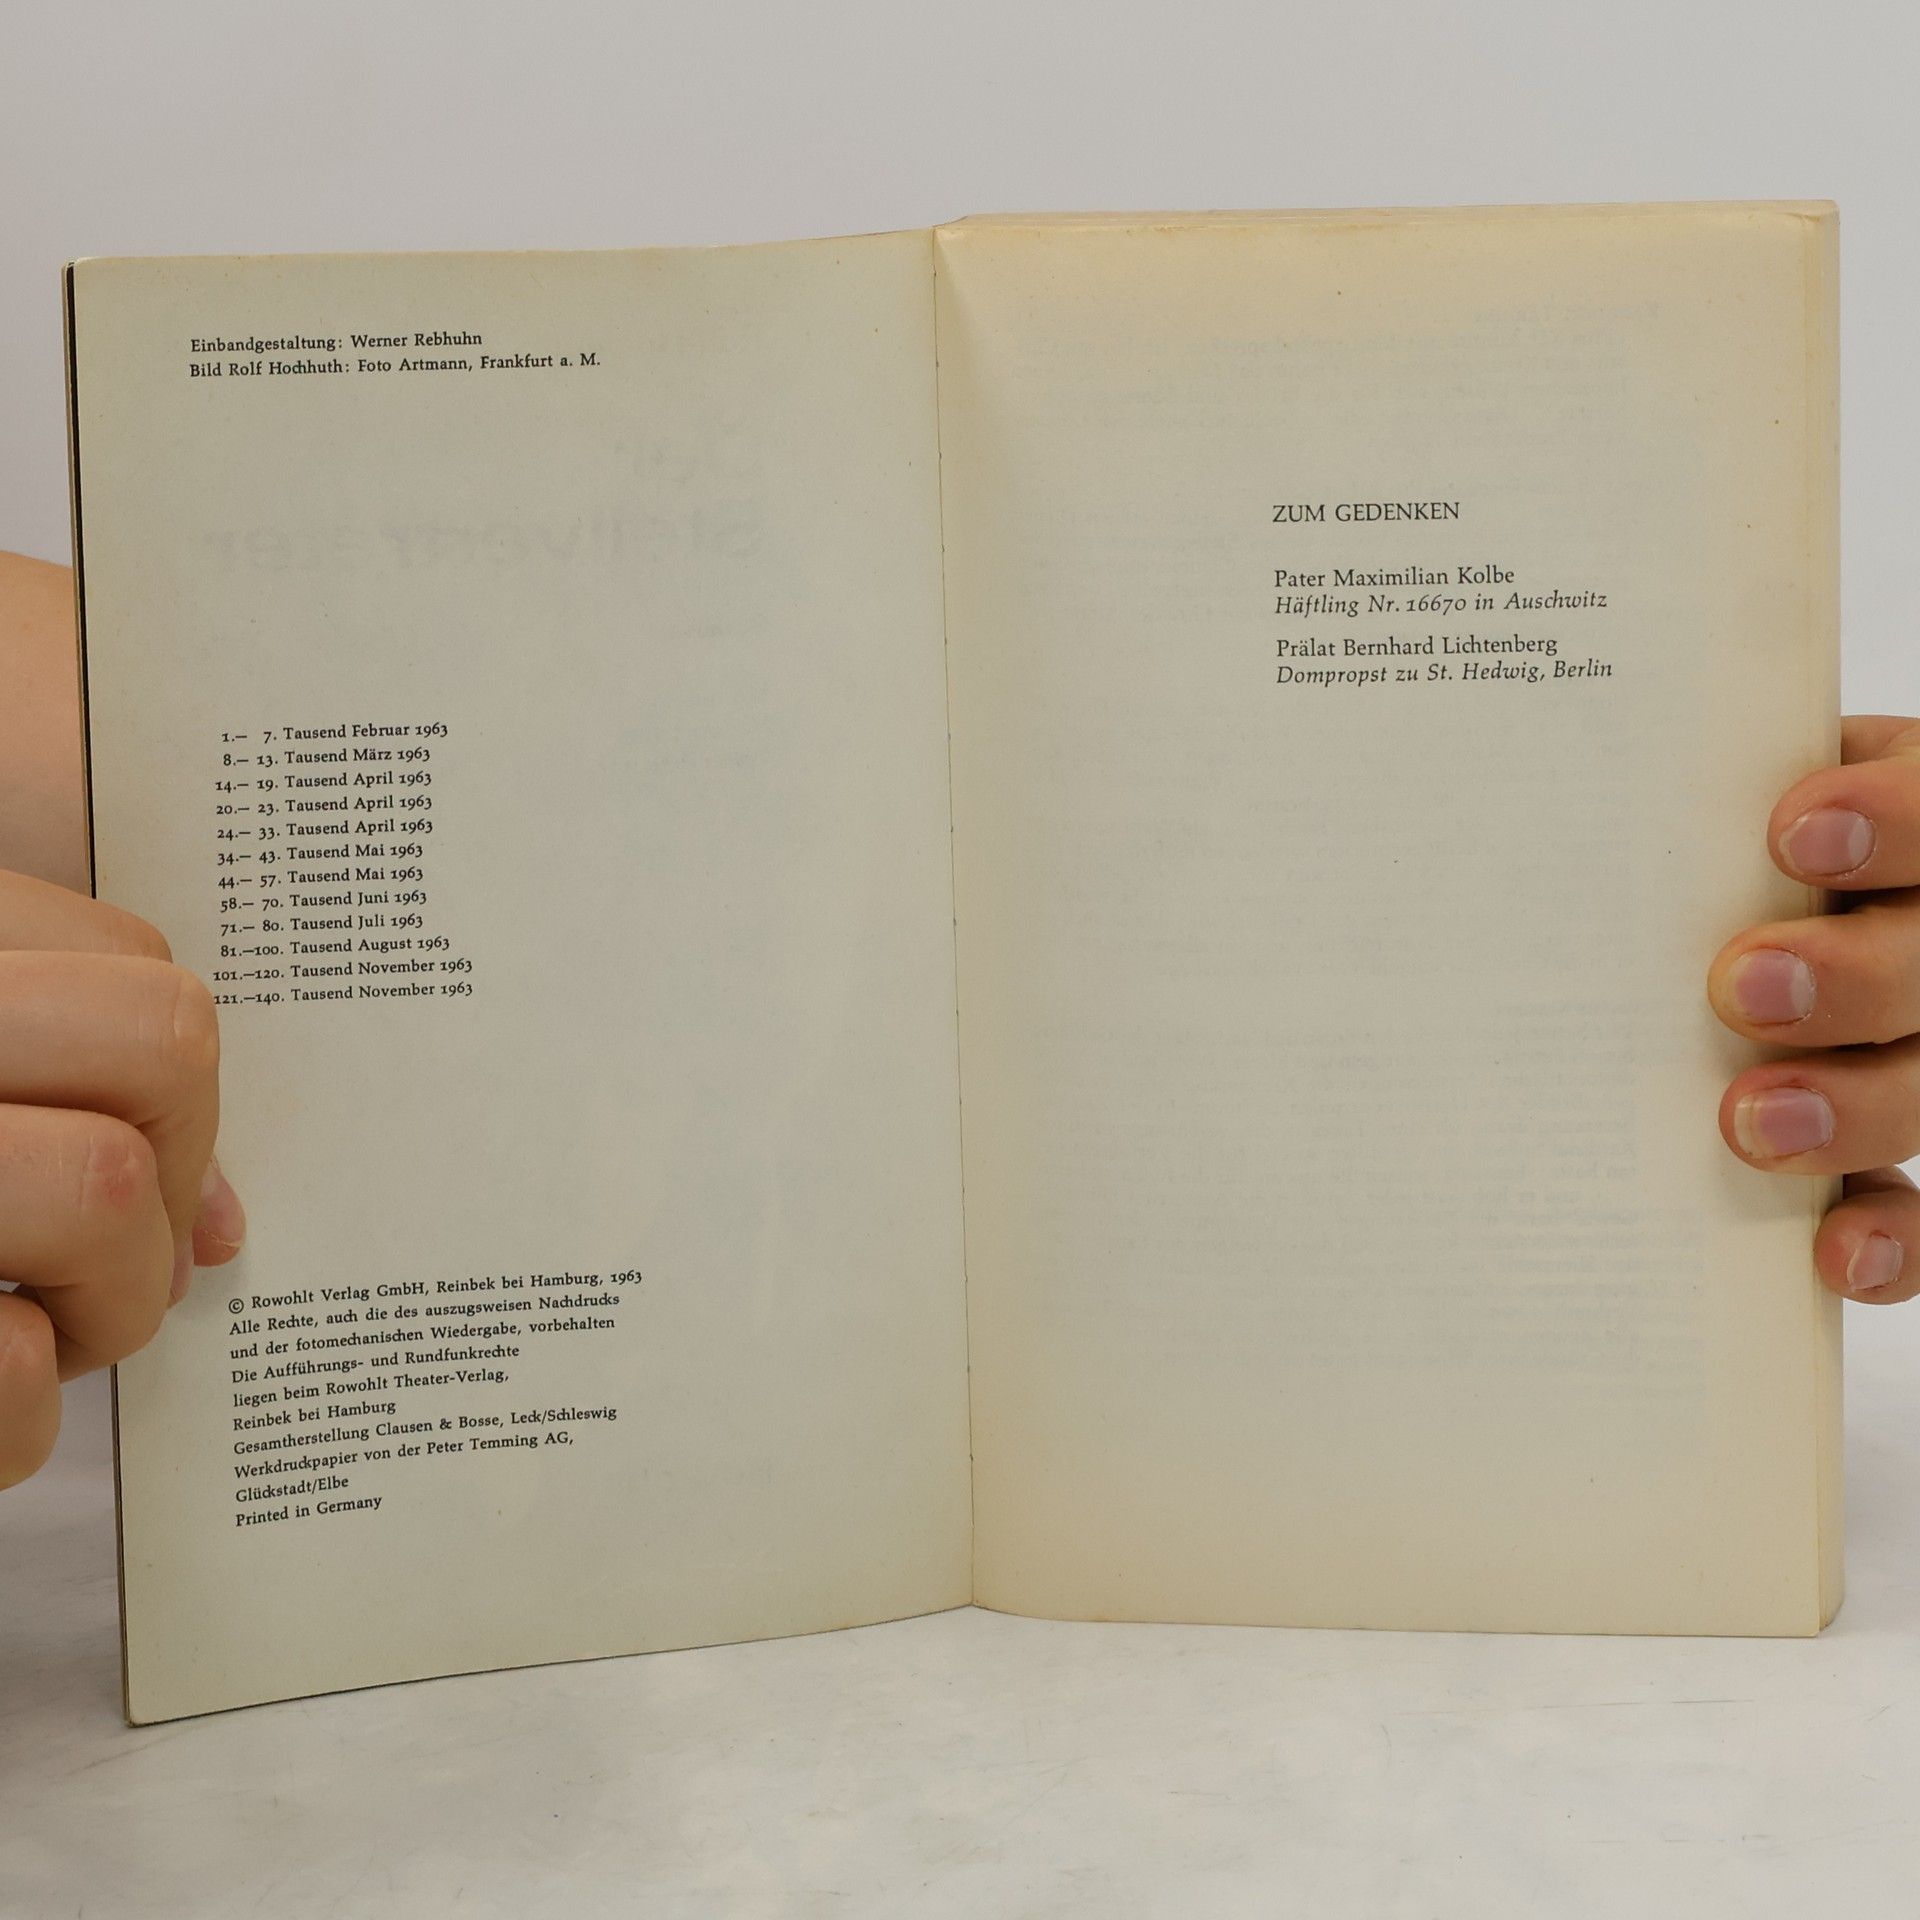 Einbandgestaltung: Werner Rebhuhn
Bild Rolf Hochhuth: Foto Artmann, Frankfurt a. M.
1.— 7. Tausend Februar 1963
8.— 13. Tausend März 1963
14.— 19. Tausend April 1963
20.— 23. Tausend April 1963
24.— 33. Tausend April 1963
34.— 43. Tausend Mai 1963
44.— 57. Tausend Mai 1963
58.— 70. Tausend Juni 1963
71.— 80. Tausend Juli 1963
81.—100. Tausend August 1963
101.—120. Tausend November 1963
121.—140. Tausend November 1963
© Rowohlt Verlag GmbH, Reinbek bei Hamburg, 1963
Alle Rechte, auch die des auszugsweisen Nachdrucks
und der fotomechanischen Wiedergabe, vorbehalten
Die Aufführungs- und Rundfunkrechte
liegen beim Rowohlt Theater-Verlag,
Reinbek bei Hamburg
Gesamtherstellung Clausen & Bosse, Leck/Schleswig
Werkdruckpapier von der Peter Temming AG,
Glückstadt/Elbe
Printed in Germany
ZUM GEDENKEN
Pater Maximilian Kolbe
Häftling Nr. 16670 in Auschwitz
Prälat Bernhard Lichtenberg
Dompropst zu St. Hedwig, Berlin